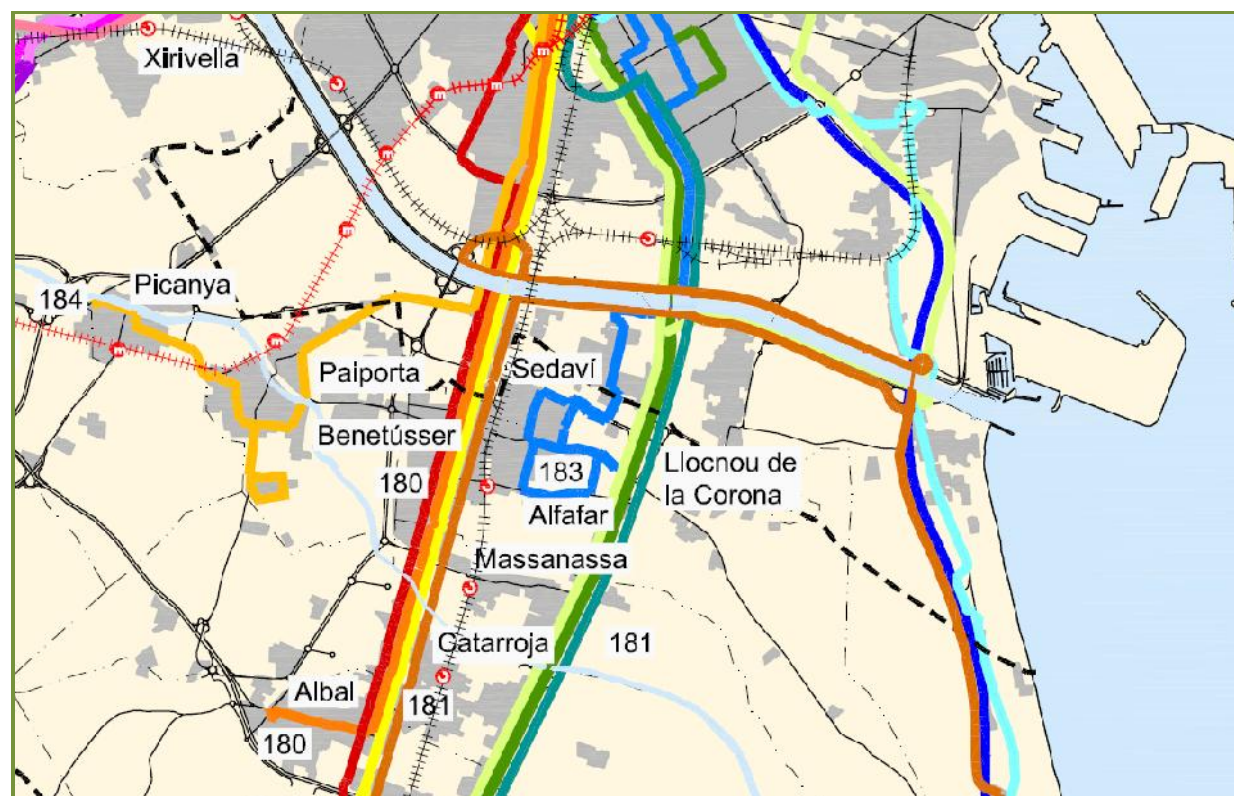 Xirivella
Picanya
184
Paiporta
Sedaví
Benetússer
180
183
Llocnou de
la Corona
Alfafar
Massanassa
Catarroja
181
Albal
181
180